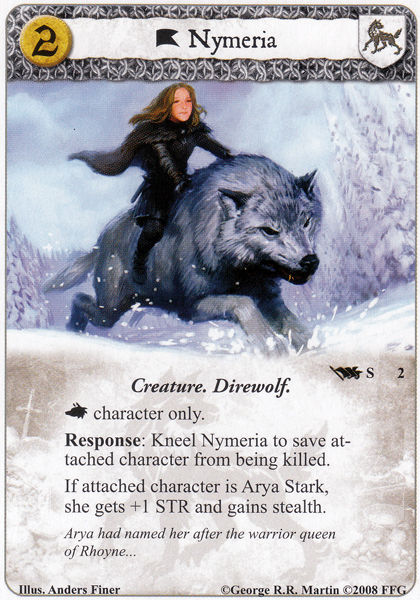 2
Nymeria
S 2
Creature. Direwolf.
character only.
Response: Kneel Nymeria to save at-
tached character from being killed.
If attached character is Arya Stark,
she gets +1 STR and gains stealth.
Arya had named her after the warrior queen
of Rhoyne...
Illus. Anders Finer ©George R.R. Martin ©2008 FFG